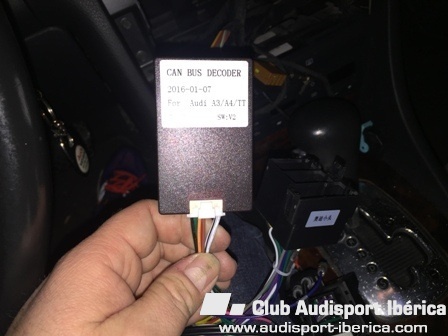 CAN BUS DECODER
2016-01-07
For Audi A3/A4/TT
SW:V2
Club Audisport Ibérica
www.audisport-iberica.com